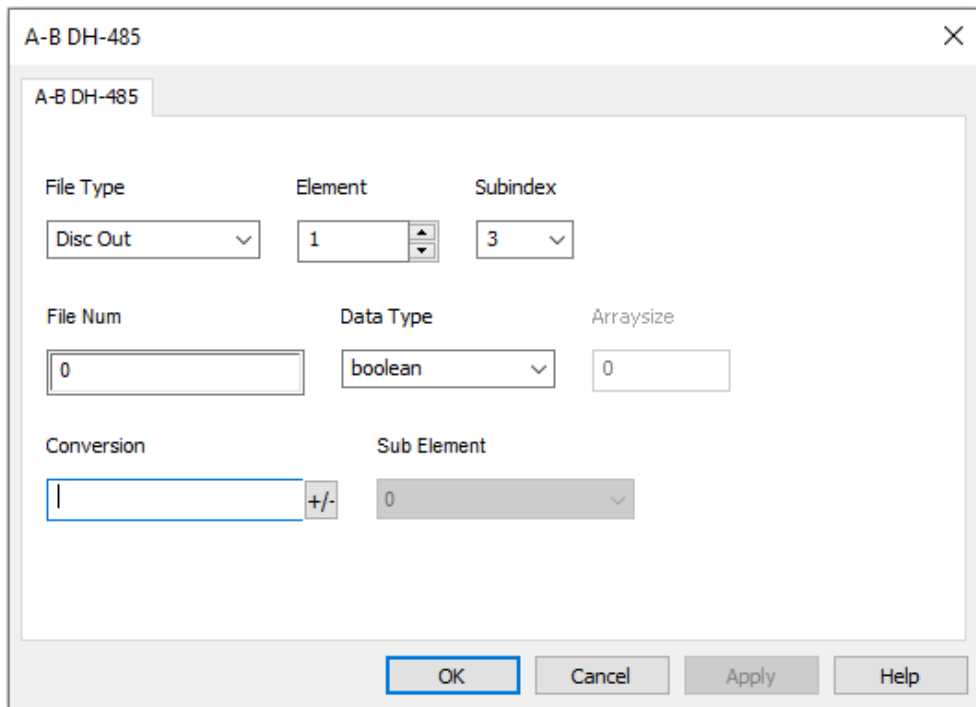 A-B DH-485
A-B DH-485
File Type Element Subindex
Disc Out 1 3
File Num Data Type Arraysize
0 boolean 0
Conversion Sub Element
+/- 0
OK Cancel Apply Help